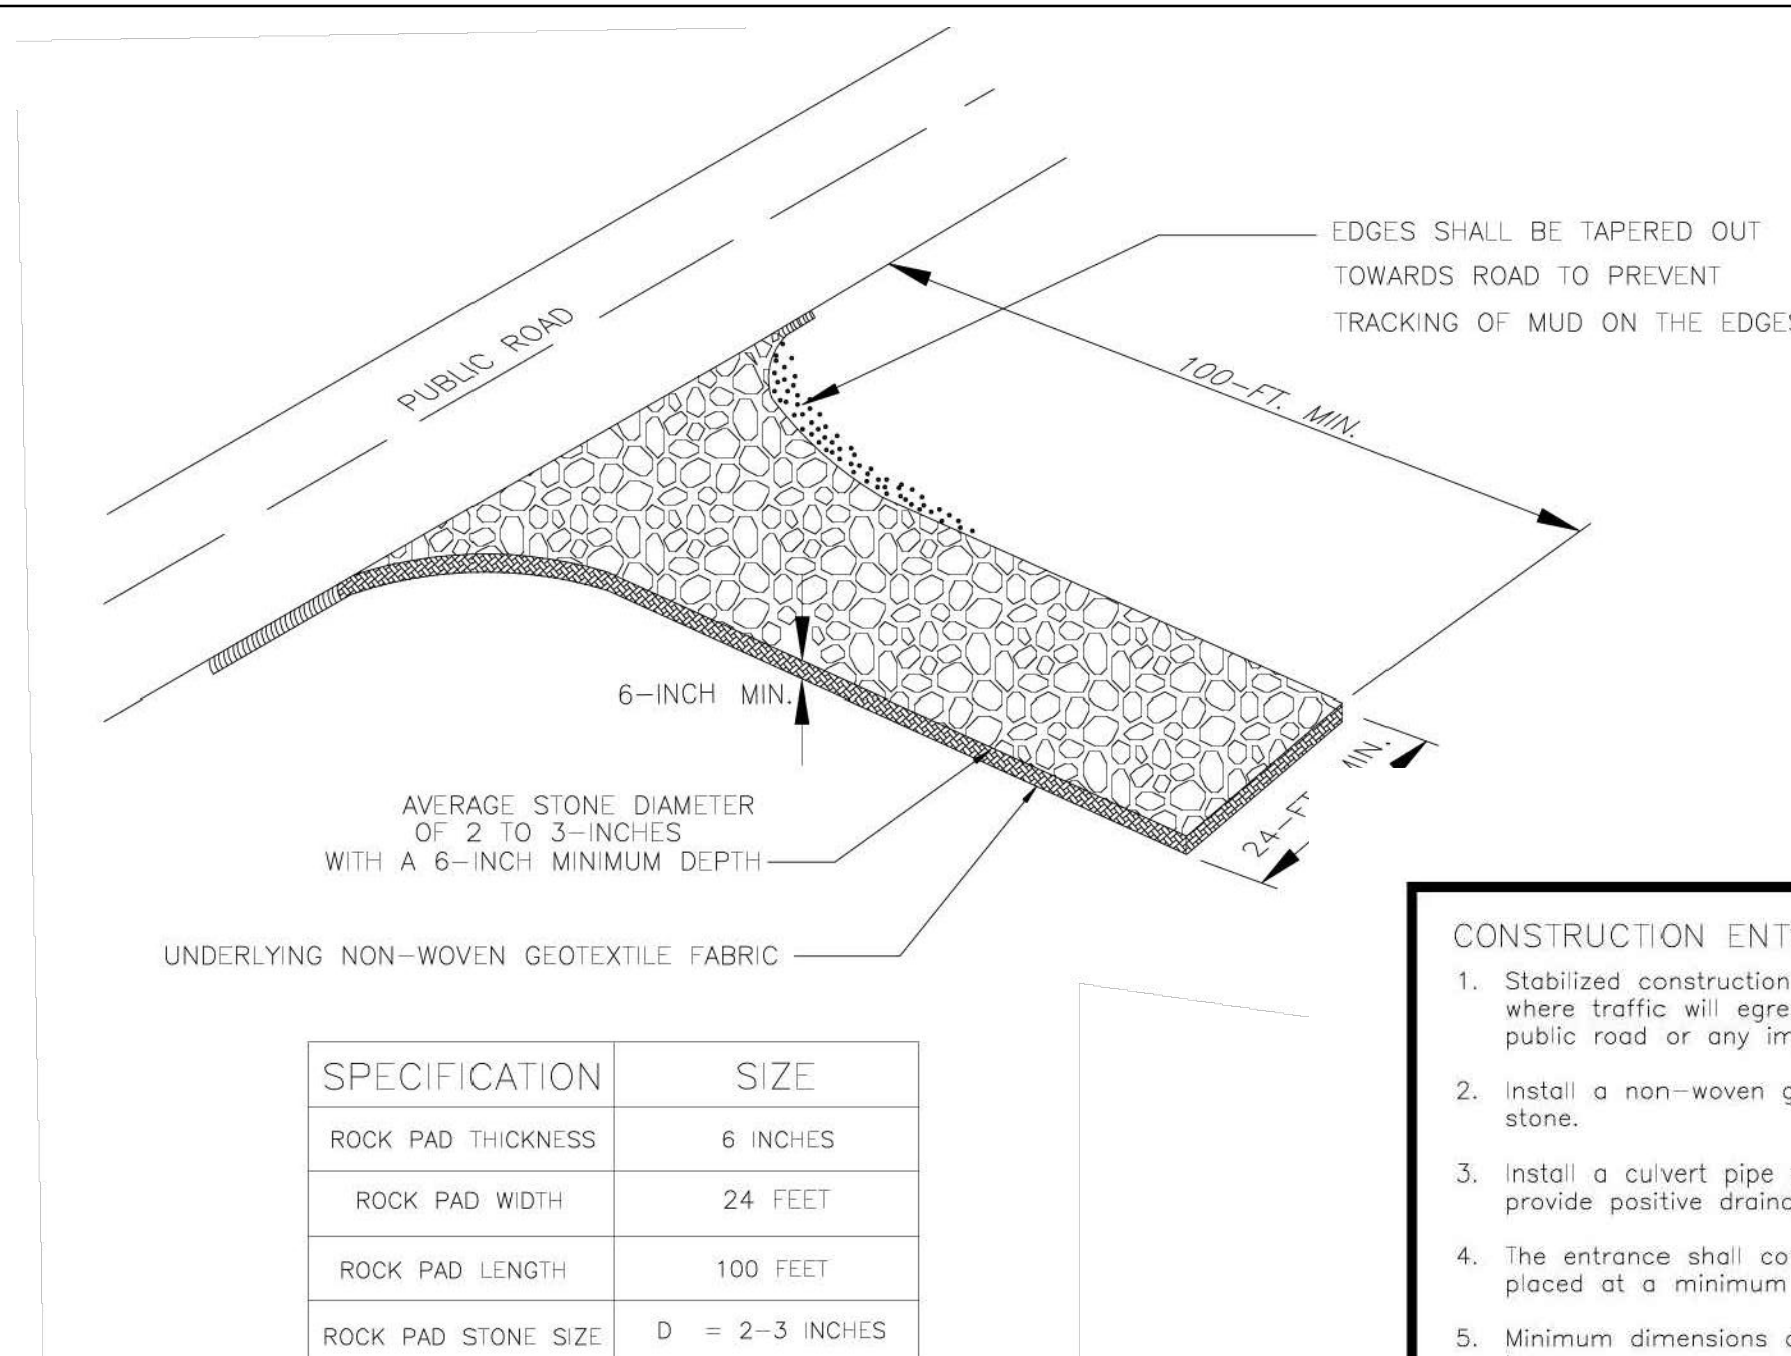 EDGES SHALL BE TAPERED OUT
TOWARDS ROAD TO PREVENT
TRACKING OF MUD ON THE EDGES
PUBLIC ROAD
100-FT. MIN.
6-INCH MIN.
24-FT MIN.
AVERAGE STONE DIAMETER
OF 2 TO 3-INCHES
WITH A 6-INCH MINIMUM DEPTH
UNDERLYING NON-WOVEN GEOTEXTILE FABRIC
SPECIFICATION SIZE
ROCK PAD THICKNESS 6 INCHES
ROCK PAD WIDTH 24 FEET
ROCK PAD LENGTH 100 FEET
ROCK PAD STONE SIZE D = 2-3 INCHES
CONSTRUCTION
1. Stabilized construction
where traffic will
public road or any
2. Install a non-woven
stone.
3. Install a culvert pipe
provide positive
4. The entrance shall
placed at a minimum
5. Minimum dimensions